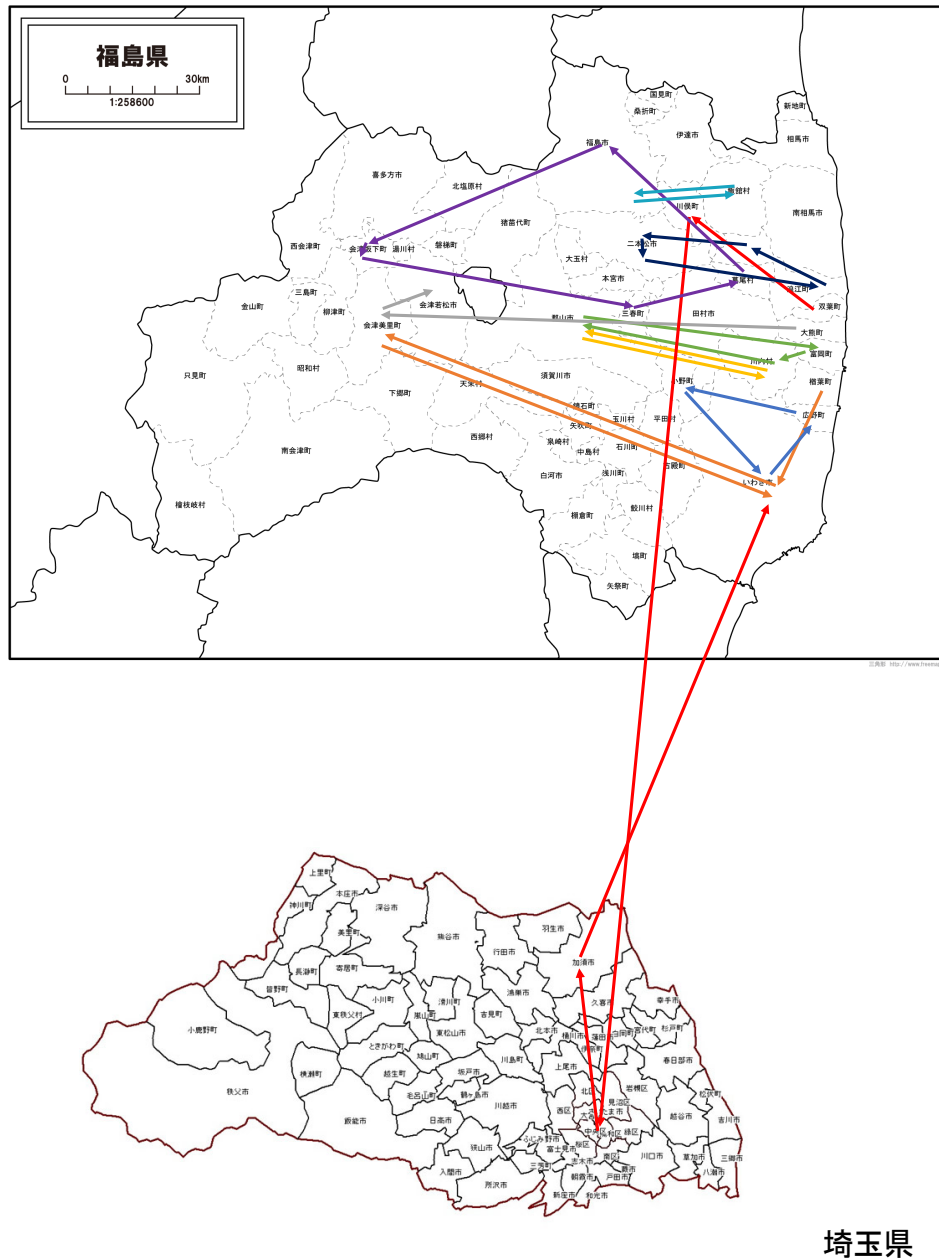 福島県
0 30km
1:258600
国見町
桑折町
新地町
伊達市
相馬市
福島市
喜多方市
北塩原村
飯舘村
川俣町
南相馬市
猪苗代町
西会津町
会津坂下町
湯川村
磐梯町
二本松市
大玉村
本宮市
葛尾村
浪江町
三島町
金山町
柳津町
会津若松市
郡山市
三春町
田村市
双葉町
会津美里町
大熊町
川内村
富岡町
只見町
昭和村
下郷町
天栄村
須賀川市
小野町
楢葉町
鏡石町
矢吹町
玉川村
平田村
広野町
南会津町
西郷村
泉崎村
中島村
石川町
古殿町
白河市
浅川町
いわき市
檜枝岐村
棚倉町
鮫川村
塙町
矢祭町
上里町
本庄市
神川町
深谷市
美里町
熊谷市
行田市
羽生市
加須市
長瀞町
寄居町
皆野町
小川町
東秩父村
嵐山町
滑川町
吉見町
鴻巣市
久喜市
幸手市
小鹿野町
ときがわ町
東松山市
北本市
桶川市
蓮田市
白岡町
宮代町
杉戸町
伊奈町
鳩山町
川島町
上尾市
春日部市
横瀬町
越生町
坂戸市
秩父市
毛呂山町
鶴ヶ島市
川越市
北区
西区
見沼区
岩槻区
松伏町
飯能市
日高市
中央区
緑区
越谷市
吉川市
狭山市
ふじみ野市
富士見市
桜区
南区
川口市
草加市
三郷市
入間市
所沢市
三芳町
志木市
朝霞市
戸田市
蕨市
八潮市
新座市
和光市
埼玉県